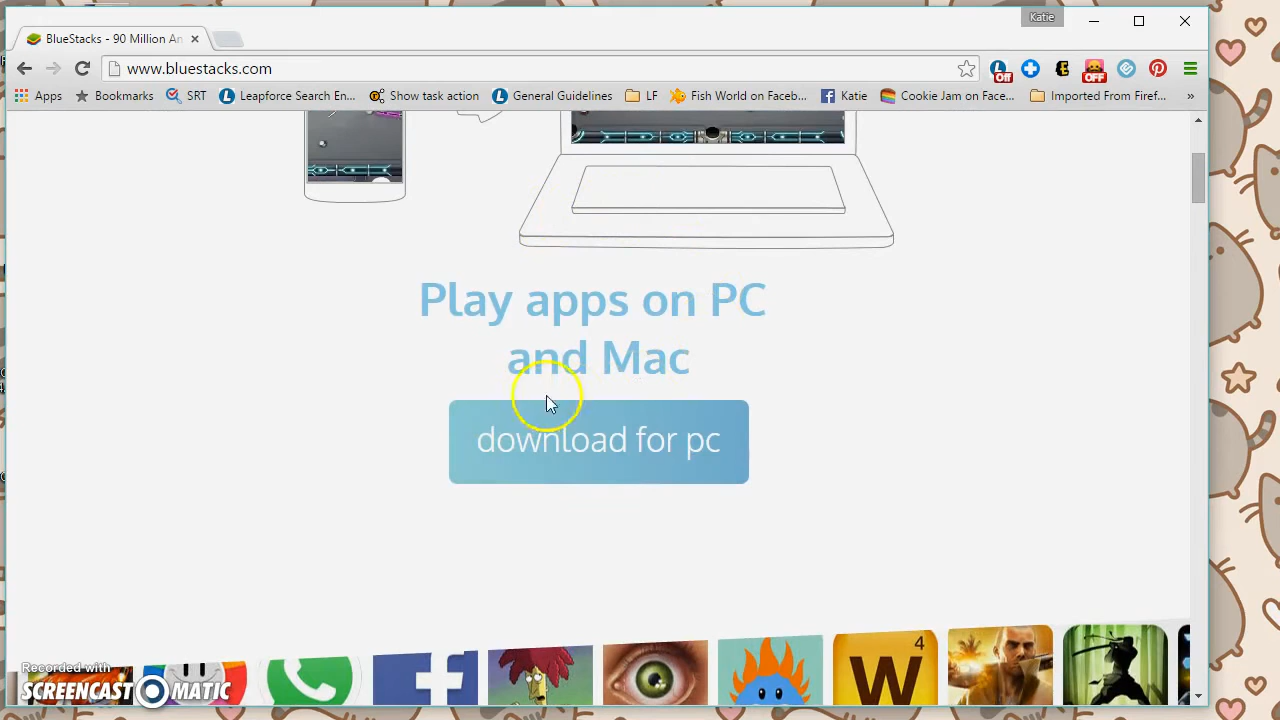 Katie
BlueStacks - 90 Million An
www.bluestacks.com
Off
OFF
Apps
Bookmarks
SRT
Leapforce Search En...
show task action
General Guidelines
LF
Fish World on Faceb...
Katie
Cookie Jam on Face...
Imported From Firef...
»
Play apps on PC
and Mac
download for pc
4
W
Recorded with
SCREENCAST-O-MATIC